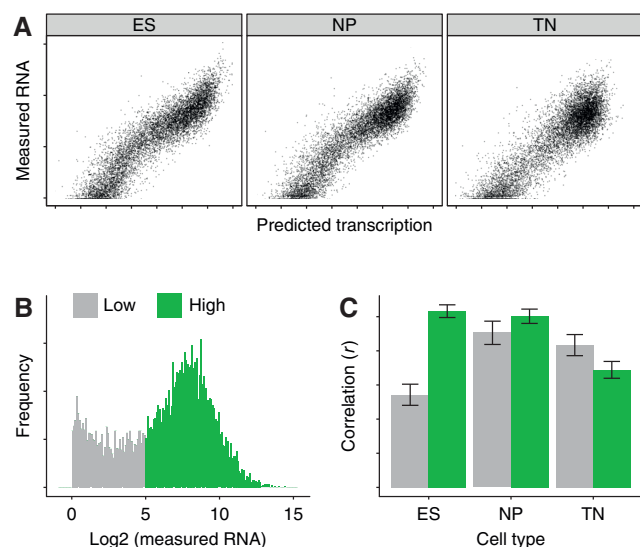 A
ES NP TN
Measured RNA
Predicted transcription
B
Low High
Frequency
0 5 10 15
Log2 (measured RNA)
C
Correlation (r)
ES NP TN
Cell type